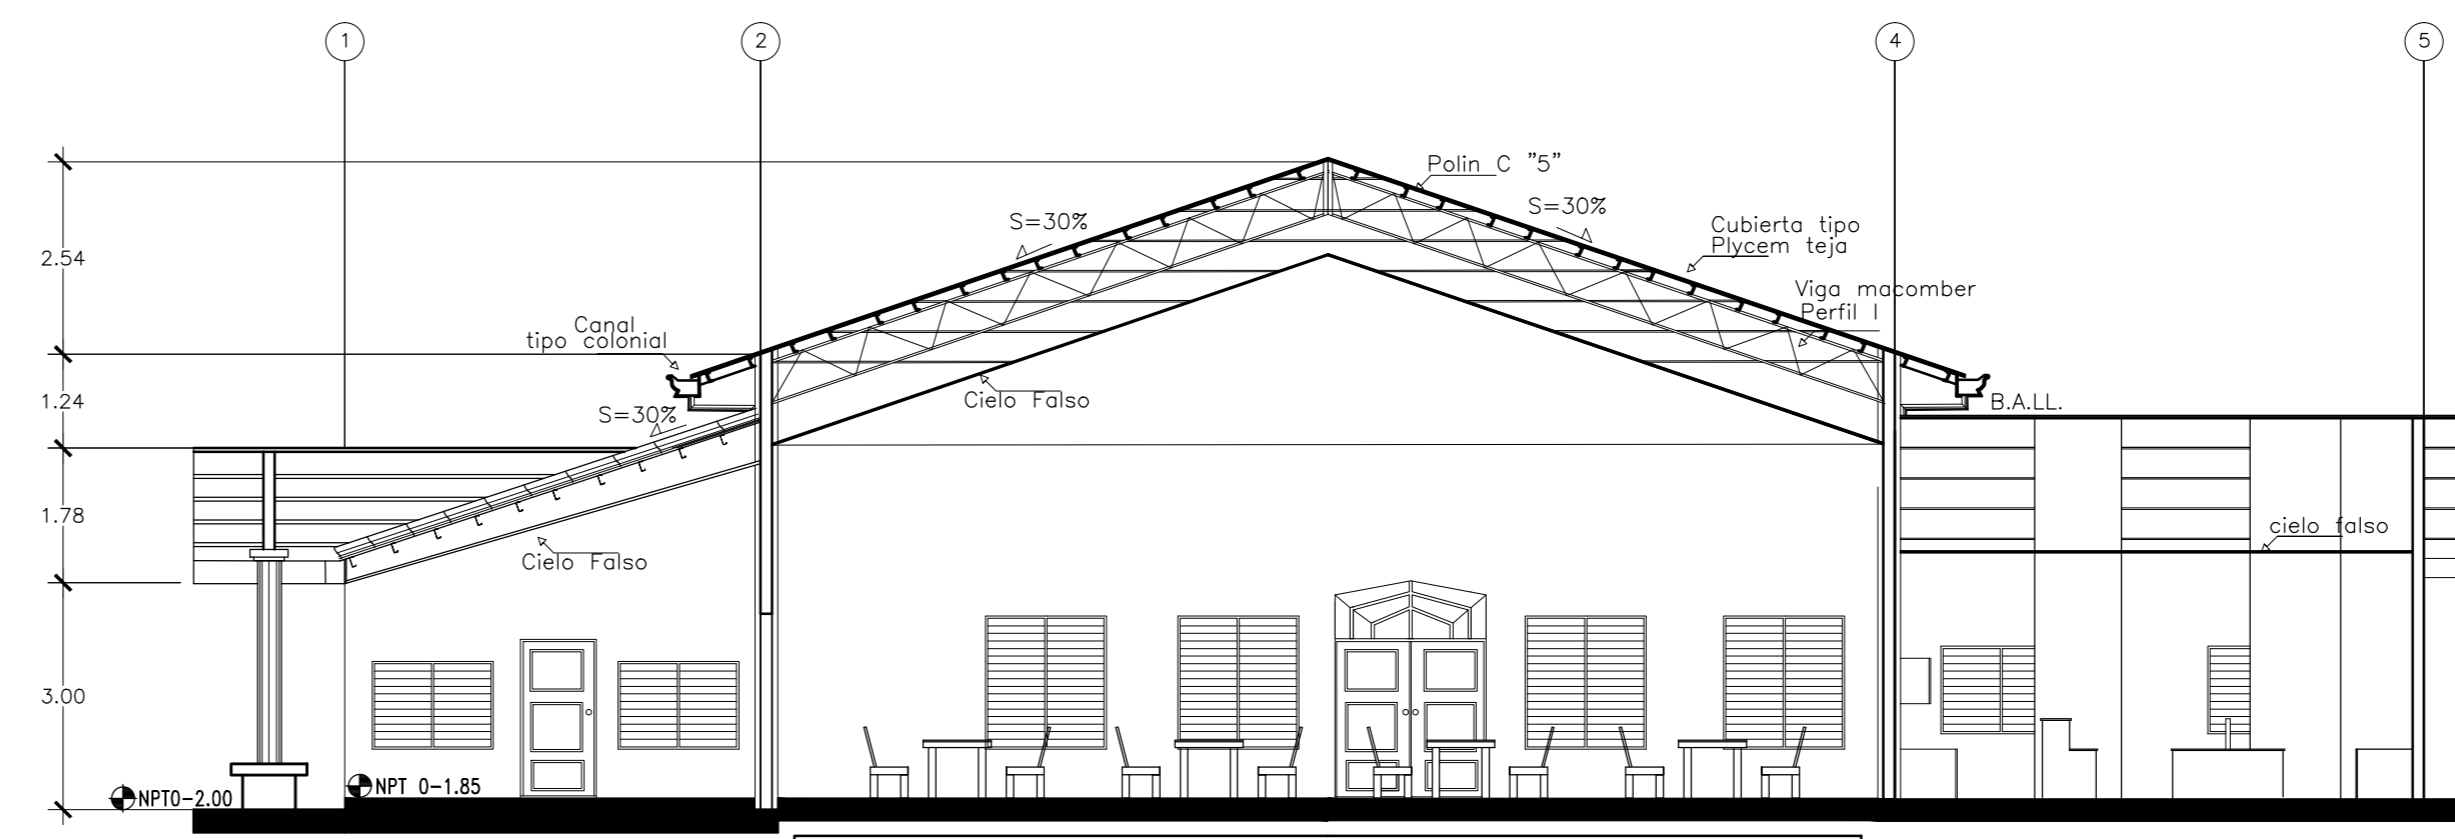 1
2
4
5
Polin C "5"
S=30%
S=30%
Cubierta tipo
Plycem teja
2.54
Viga macomber
Perfil I
Canal
tipo colonial
1.24
Cielo Falso
B.A.LL.
S=30%
1.78
cielo falso
Cielo Falso
3.00
NPT 0-1.85
NPT0-2.00